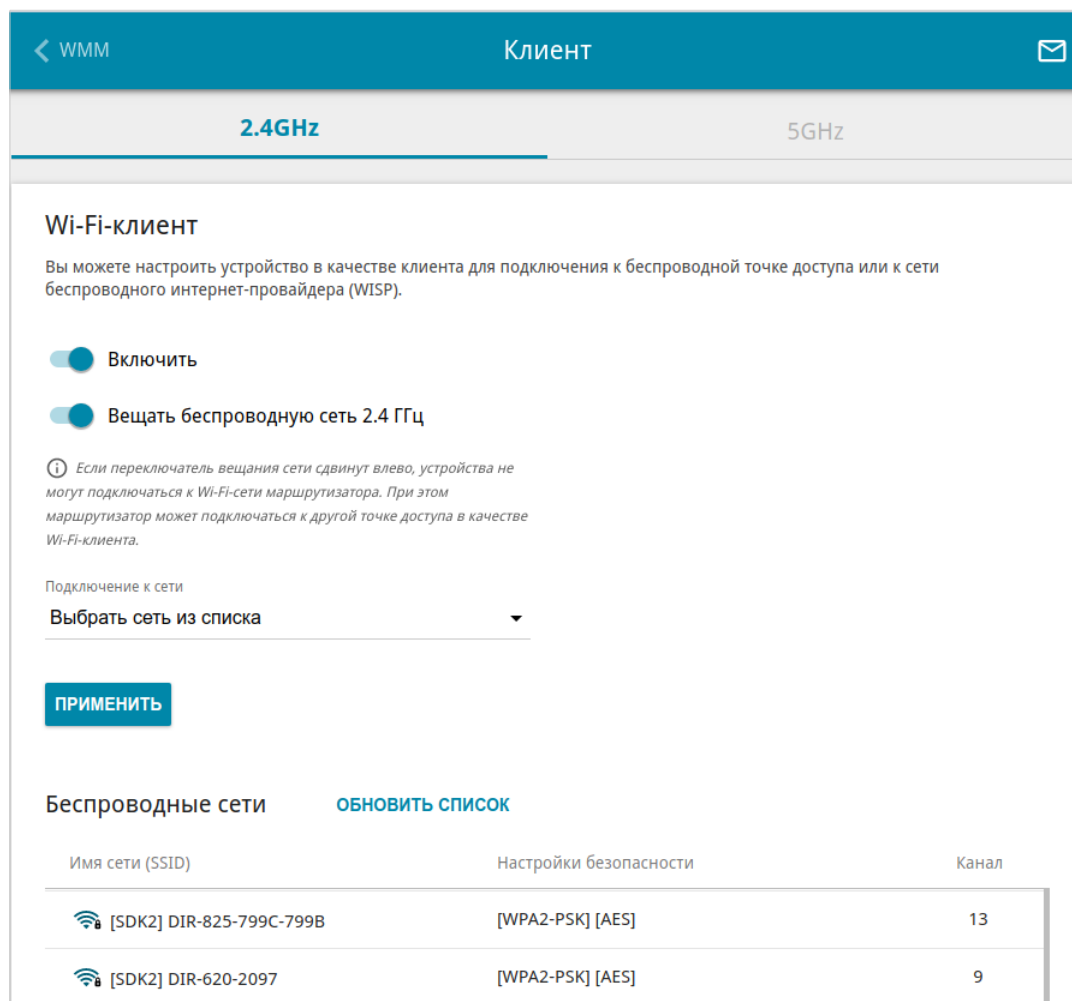 WMM
Клиент
2.4GHz
5GHz
Wi-Fi-клиент
Вы можете настроить устройство в качестве клиента для подключения к беспроводной точке доступа или к сети
беспроводного интернет-провайдера (WISP).
Включить
Вещать беспроводную сеть 2.4 ГГц
Если переключатель вещания сети сдвинут влево, устройства не
могут подключаться к Wi-Fi-сети маршрутизатора. При этом
маршрутизатор может подключаться к другой точке доступа в качестве
Wi-Fi-клиента.
Подключение к сети
Выбрать сеть из списка
ПРИМЕНИТЬ
Беспроводные сети ОБНОВИТЬ СПИСОК
Имя сети (SSID) Настройки безопасности Канал
[SDK2] DIR-825-799C-799B [WPA2-PSK] [AES] 13
[SDK2] DIR-620-2097 [WPA2-PSK] [AES] 9